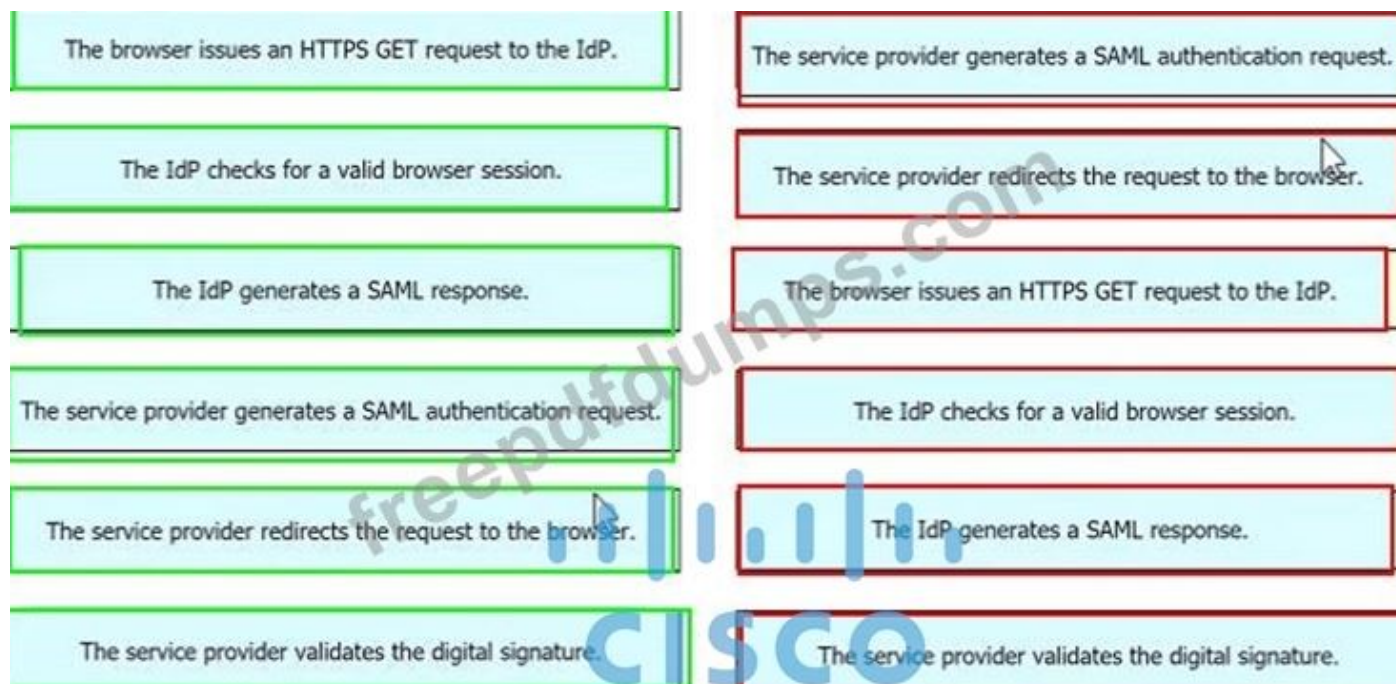 The browser issues an HTTPS GET request to the IdP.
The IdP checks for a valid browser session.
The IdP generates a SAML response.
The service provider generates a SAML authentication request.
The service provider redirects the request to the browser.
The service provider validates the digital signature.
The service provider generates a SAML authentication request.
The service provider redirects the request to the browser.
The browser issues an HTTPS GET request to the IdP.
The IdP checks for a valid browser session.
The IdP generates a SAML response.
The service provider validates the digital signature.
freepdfdumps.com
CISCO